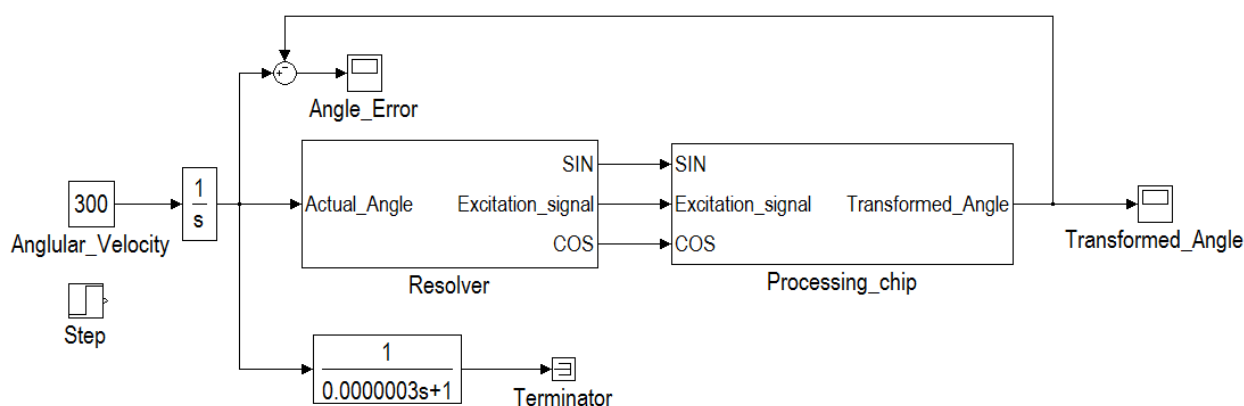 +
-
Angle_Error
300
Anglular_Velocity
1
s
Actual_Angle
SIN
Excitation_signal
COS
Resolver
SIN
Excitation_signal
COS
Transformed_Angle
Processing_chip
Transformed_Angle
Step
1
0.0000003s+1
Terminator